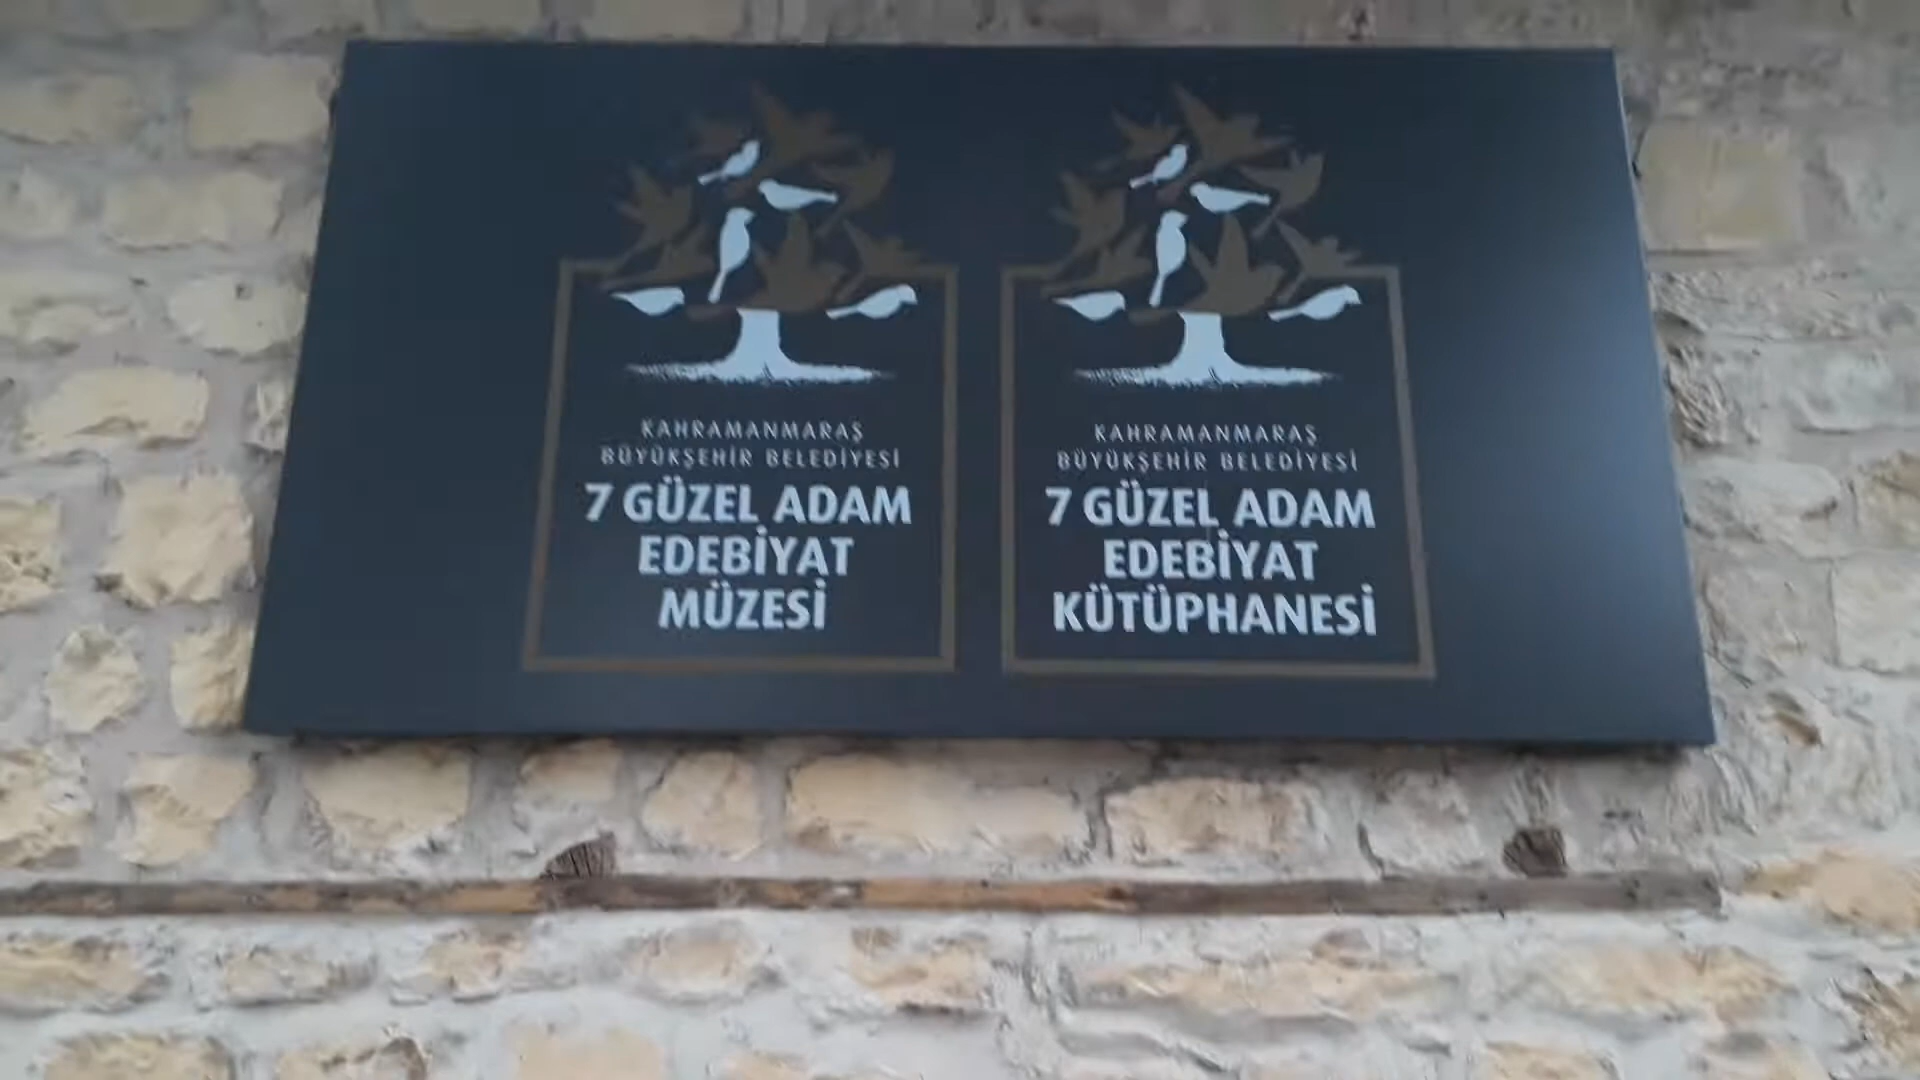 KAHRAMANMARAŞ
BÜYÜKŞEHİR BELEDİYESİ
7 GÜZEL ADAM
EDEBİYAT
MÜZESİ
KAHRAMANMARAŞ
BÜYÜKŞEHİR BELEDİYESİ
7 GÜZEL ADAM
EDEBİYAT
KÜTÜPHANESİ